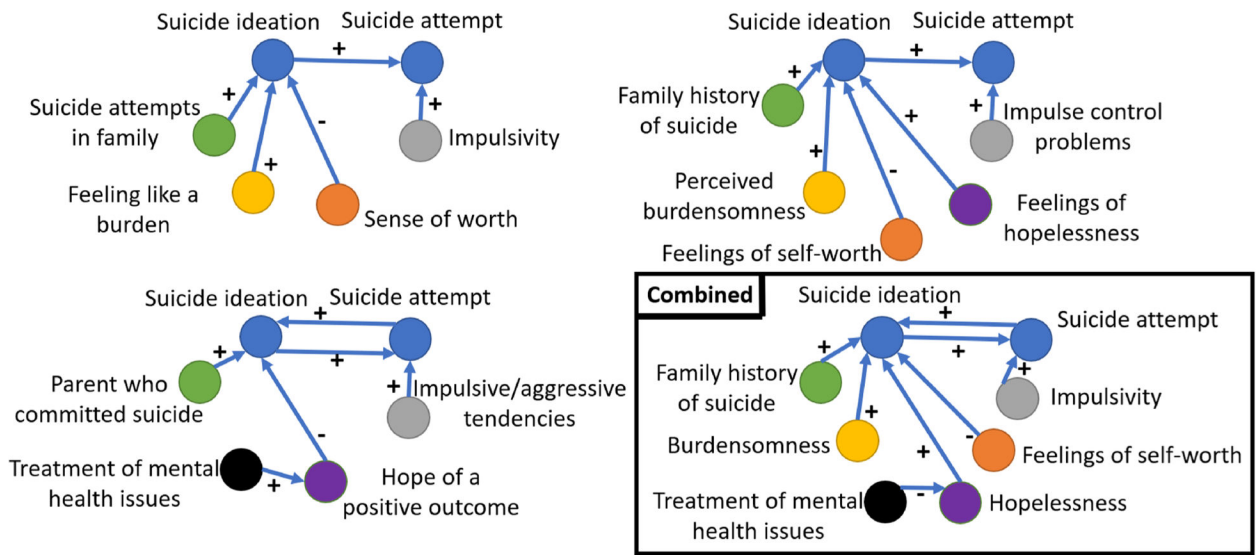 Suicide ideation
Suicide attempt
+
+
+
Suicide attempts
in family
Impulsivity
+
-
Feeling like a
burden
Sense of worth
Suicide ideation
Suicide attempt
+
+
Family history
of suicide
+
+
Impulse control
problems
+
-
Perceived
burdensomness
Feelings of
hopelessness
Feelings of self-worth
Suicide ideation
Suicide attempt
+
+
+
Parent who
committed suicide
+
Impulsive/aggressive
tendencies
-
Treatment of mental
health issues
+
Hope of a
positive outcome
Combined
Suicide ideation
+
Suicide attempt
+
+
+
Family history
of suicide
Impulsivity
+
Burdensomness
-
+
Feelings of self-worth
Treatment of mental
health issues
-
Hopelessness